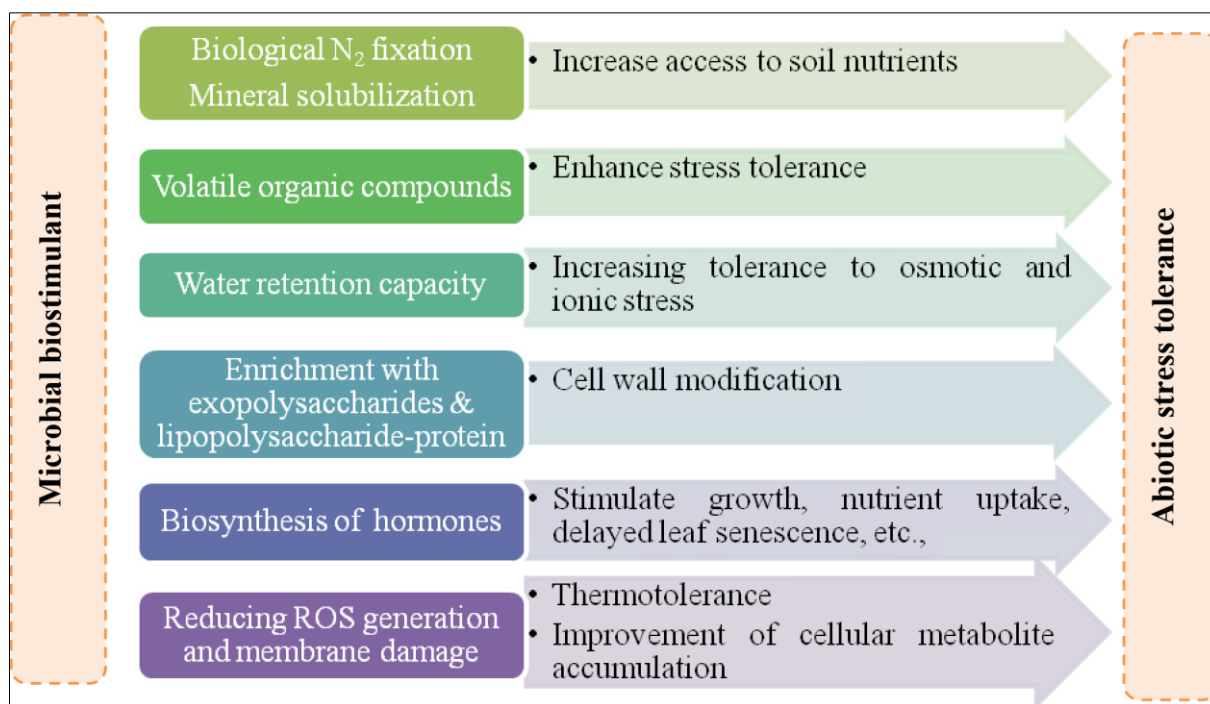 Microbial biostimulant
Biological N₂ fixation
Mineral solubilization
• Increase access to soil nutrients
Volatile organic compounds
• Enhance stress tolerance
Water retention capacity
• Increasing tolerance to osmotic and
ionic stress
Enrichment with
exopolysaccharides &
lipopolysaccharide-protein
• Cell wall modification
Biosynthesis of hormones
• Stimulate growth, nutrient uptake,
delayed leaf senescence, etc.,
Reducing ROS generation
and membrane damage
• Thermotolerance
• Improvement of cellular metabolite
accumulation
Abiotic stress tolerance